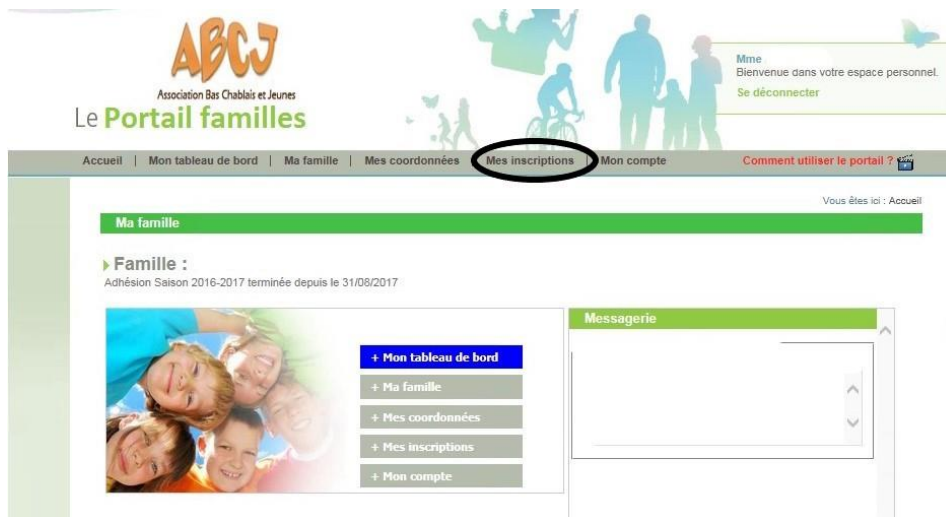 ABCJ
Association Bas Chablais et Jeunes
Le Portail familles
Mme
Bienvenue dans votre espace personnel.
Se déconnecter
Accueil | Mon tableau de bord | Ma famille | Mes coordonnées | Mes inscriptions | Mon compte
Comment utiliser le portail ?
Vous êtes ici : Accueil
Ma famille
Famille :
Adhésion Saison 2016-2017 terminée depuis le 31/08/2017
+ Mon tableau de bord
+ Ma famille
+ Mes coordonnées
+ Mes inscriptions
+ Mon compte
Messagerie